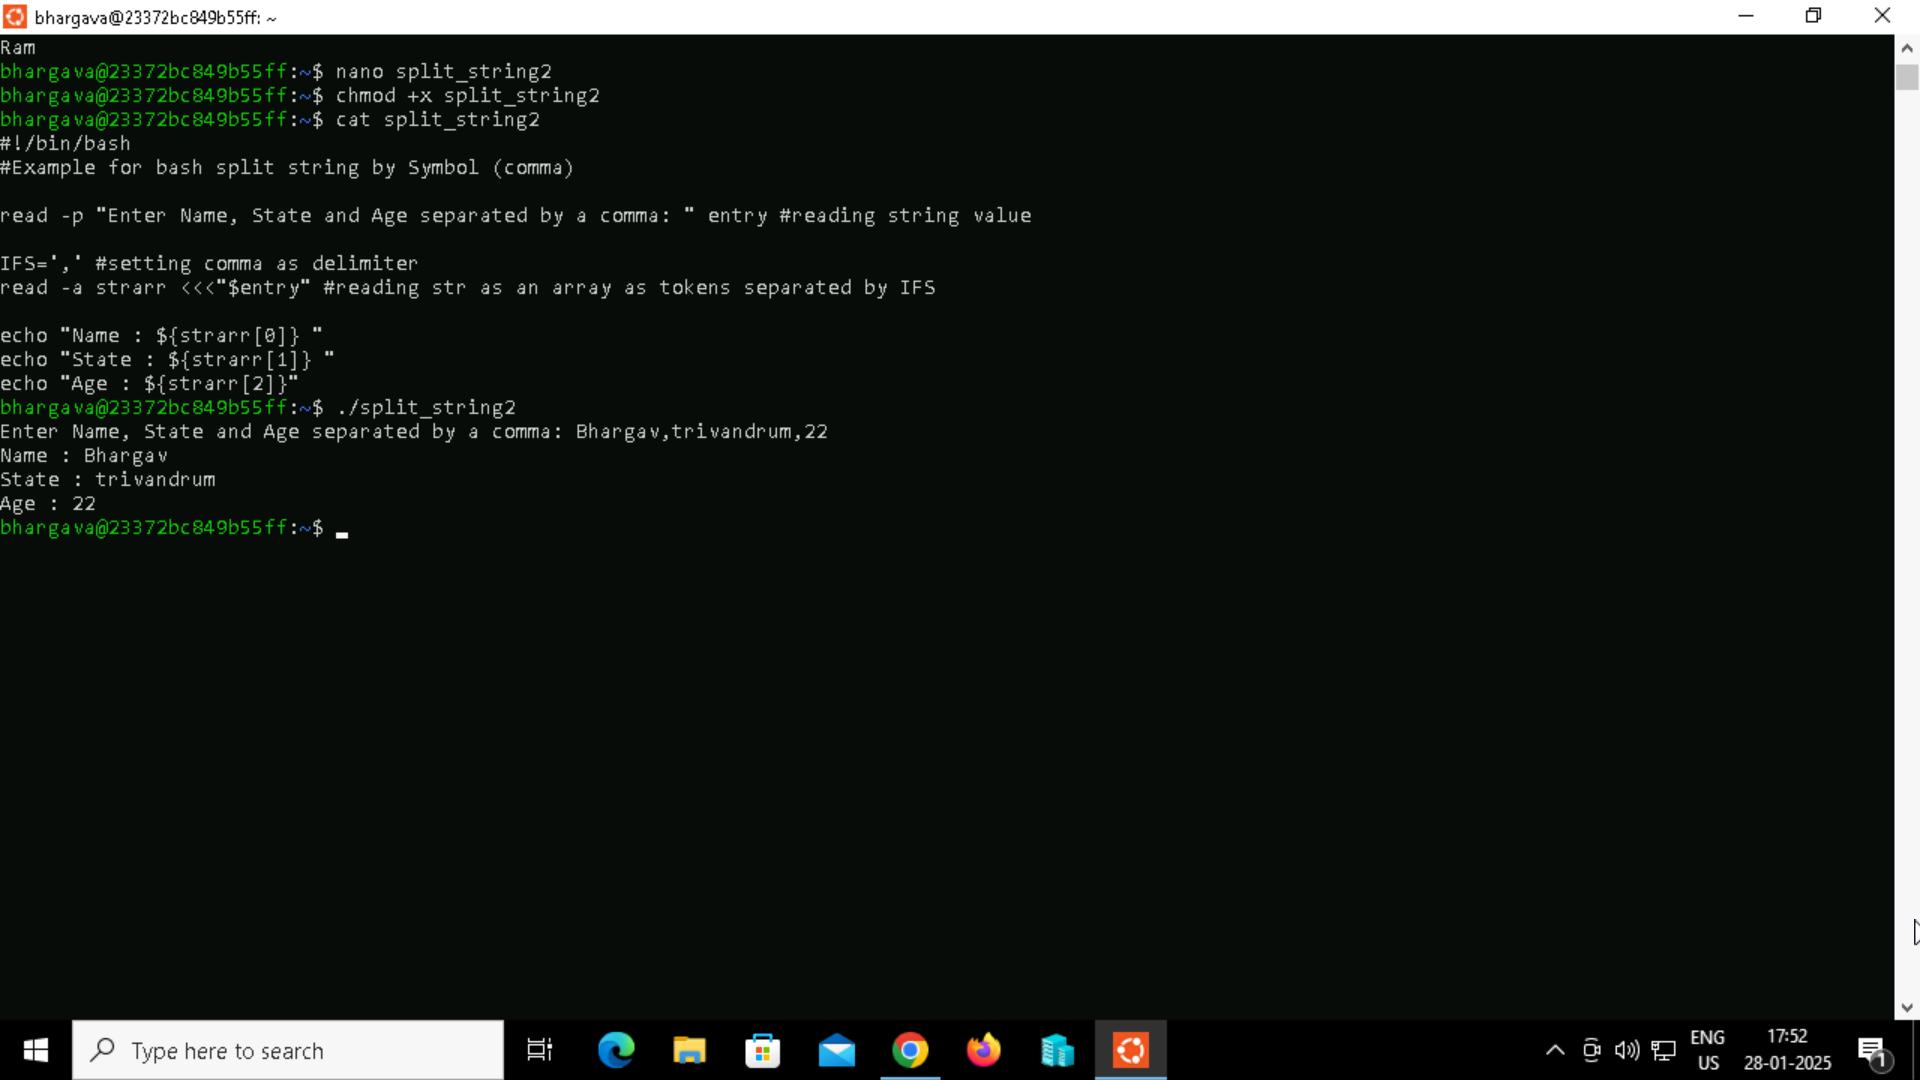 bhargava@23372bc849b55ff: ~
Ram
bhargava@23372bc849b55ff:~$ nano split_string2
bhargava@23372bc849b55ff:~$ chmod +x split_string2
bhargava@23372bc849b55ff:~$ cat split_string2
#!/bin/bash
#Example for bash split string by Symbol (comma)
read -p "Enter Name, State and Age separated by a comma: " entry #reading string value
IFS=',' #setting comma as delimiter
read -a strarr <<<"$entry" #reading str as an array as tokens separated by IFS
echo "Name : ${strarr[0]} "
echo "State : ${strarr[1]} "
echo "Age : ${strarr[2]}"
bhargava@23372bc849b55ff:~$ ./split_string2
Enter Name, State and Age separated by a comma: Bhargav,trivandrum,22
Name : Bhargav
State : trivandrum
Age : 22
bhargava@23372bc849b55ff:~$
Type here to search
ENG
US
17:52
28-01-2025
1